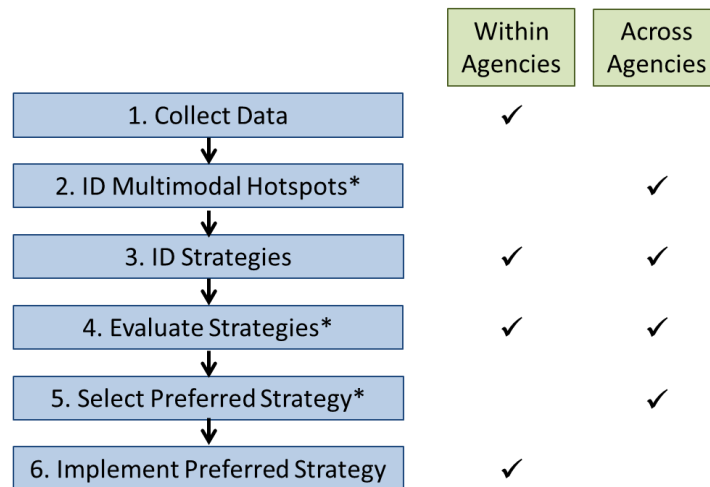 Within
Agencies
Across
Agencies
1. Collect Data
✓
2. ID Multimodal Hotspots*
✓
3. ID Strategies
✓ ✓
4. Evaluate Strategies*
✓ ✓
5. Select Preferred Strategy*
✓
6. Implement Preferred Strategy
✓